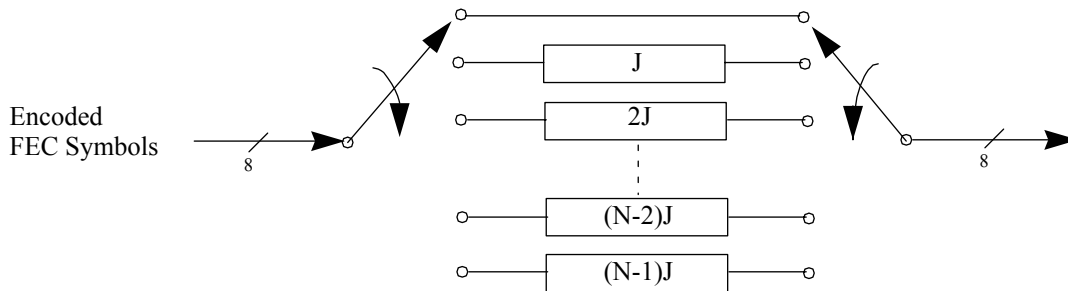 J
2J
Encoded
FEC Symbols
8
8
(N-2)J
(N-1)J